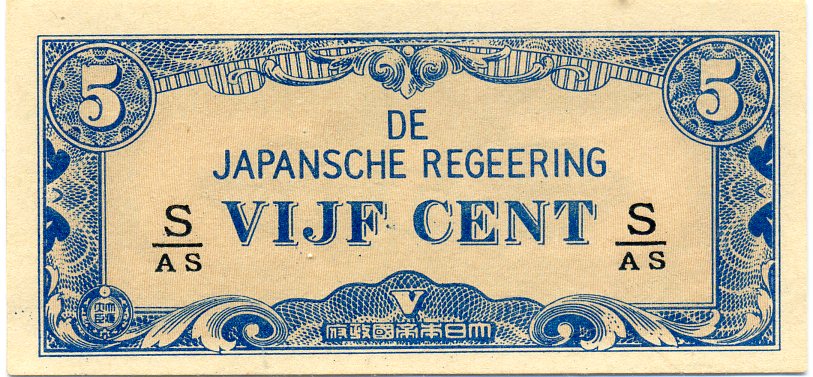 5 5
DE
JAPANSCHE REGEERING
S VIJF CENT S
AS AS
V
府政國帝本日大